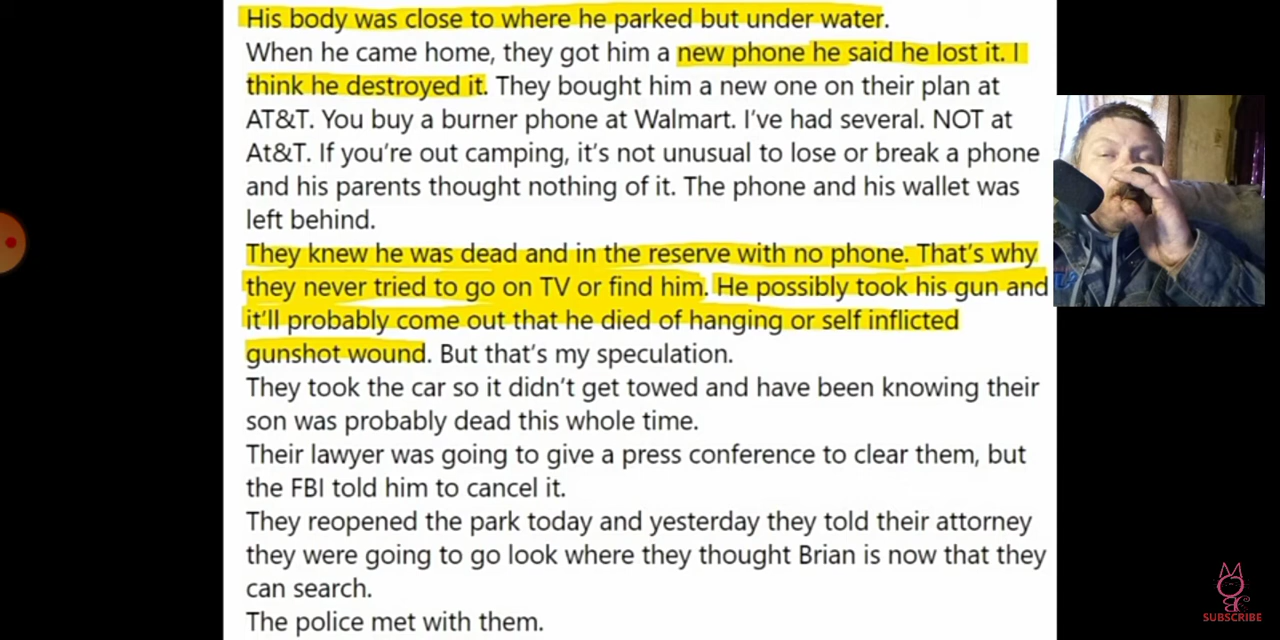 His body was close to where he parked but under water.
When he came home, they got him a new phone he said he lost it. I
think he destroyed it. They bought him a new one on their plan at
AT&T. You buy a burner phone at Walmart. I've had several. NOT at
At&T. If you're out camping, it's not unusual to lose or break a phone
and his parents thought nothing of it. The phone and his wallet was
left behind.
They knew he was dead and in the reserve with no phone. That's why
they never tried to go on TV or find him. He possibly took his gun and
it'll probably come out that he died of hanging or self inflicted
gunshot wound. But that's my speculation.
They took the car so it didn't get towed and have been knowing their
son was probably dead this whole time.
Their lawyer was going to give a press conference to clear them, but
the FBI told him to cancel it.
They reopened the park today and yesterday they told their attorney
they were going to go look where they thought Brian is now that they
can search.
The police met with them.
SUBSCRIBE